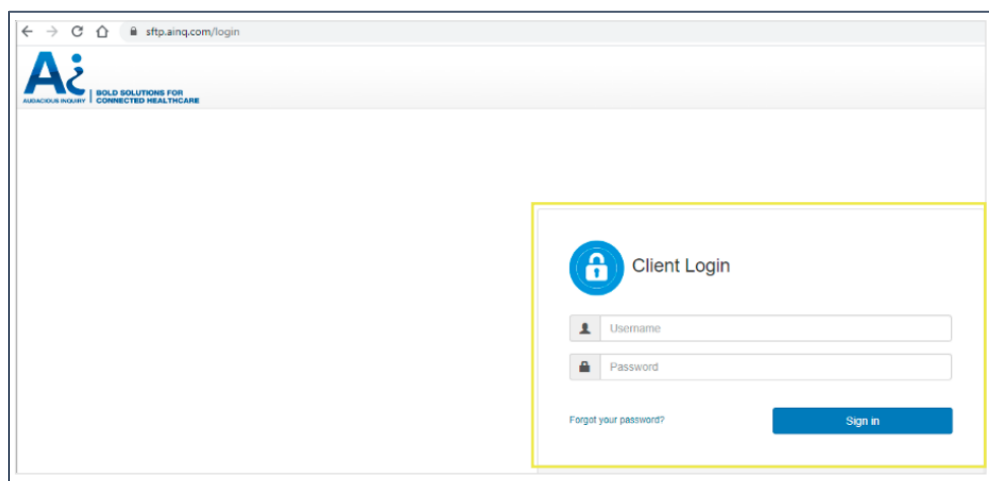 sftp.ainq.com/login
Ai
AUDACIOUS INQUIRY
BOLD SOLUTIONS FOR
CONNECTED HEALTHCARE
Client Login
Username
Password
Forgot your password?
Sign in